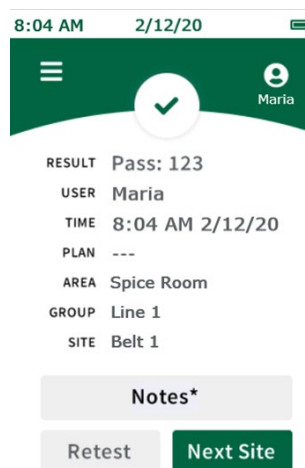 8:04 AM 2/12/20
Maria
RESULT Pass: 123
USER Maria
TIME 8:04 AM 2/12/20
PLAN ---
AREA Spice Room
GROUP Line 1
SITE Belt 1
Notes*
Retest Next Site